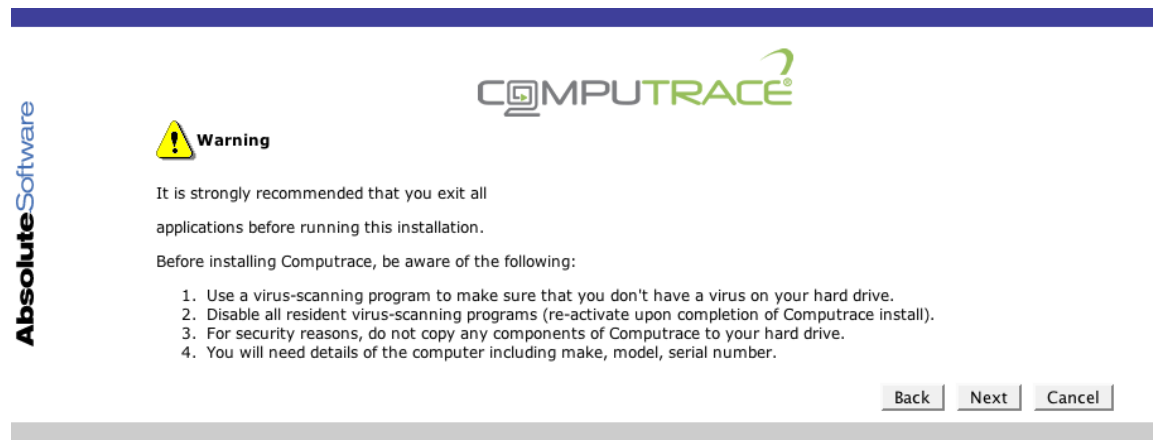 COMPUTRACE®
AbsoluteSoftware
Warning
It is strongly recommended that you exit all
applications before running this installation.
Before installing Computrace, be aware of the following:
1. Use a virus-scanning program to make sure that you don't have a virus on your hard drive.
2. Disable all resident virus-scanning programs (re-activate upon completion of Computrace install).
3. For security reasons, do not copy any components of Computrace to your hard drive.
4. You will need details of the computer including make, model, serial number.
Back Next Cancel